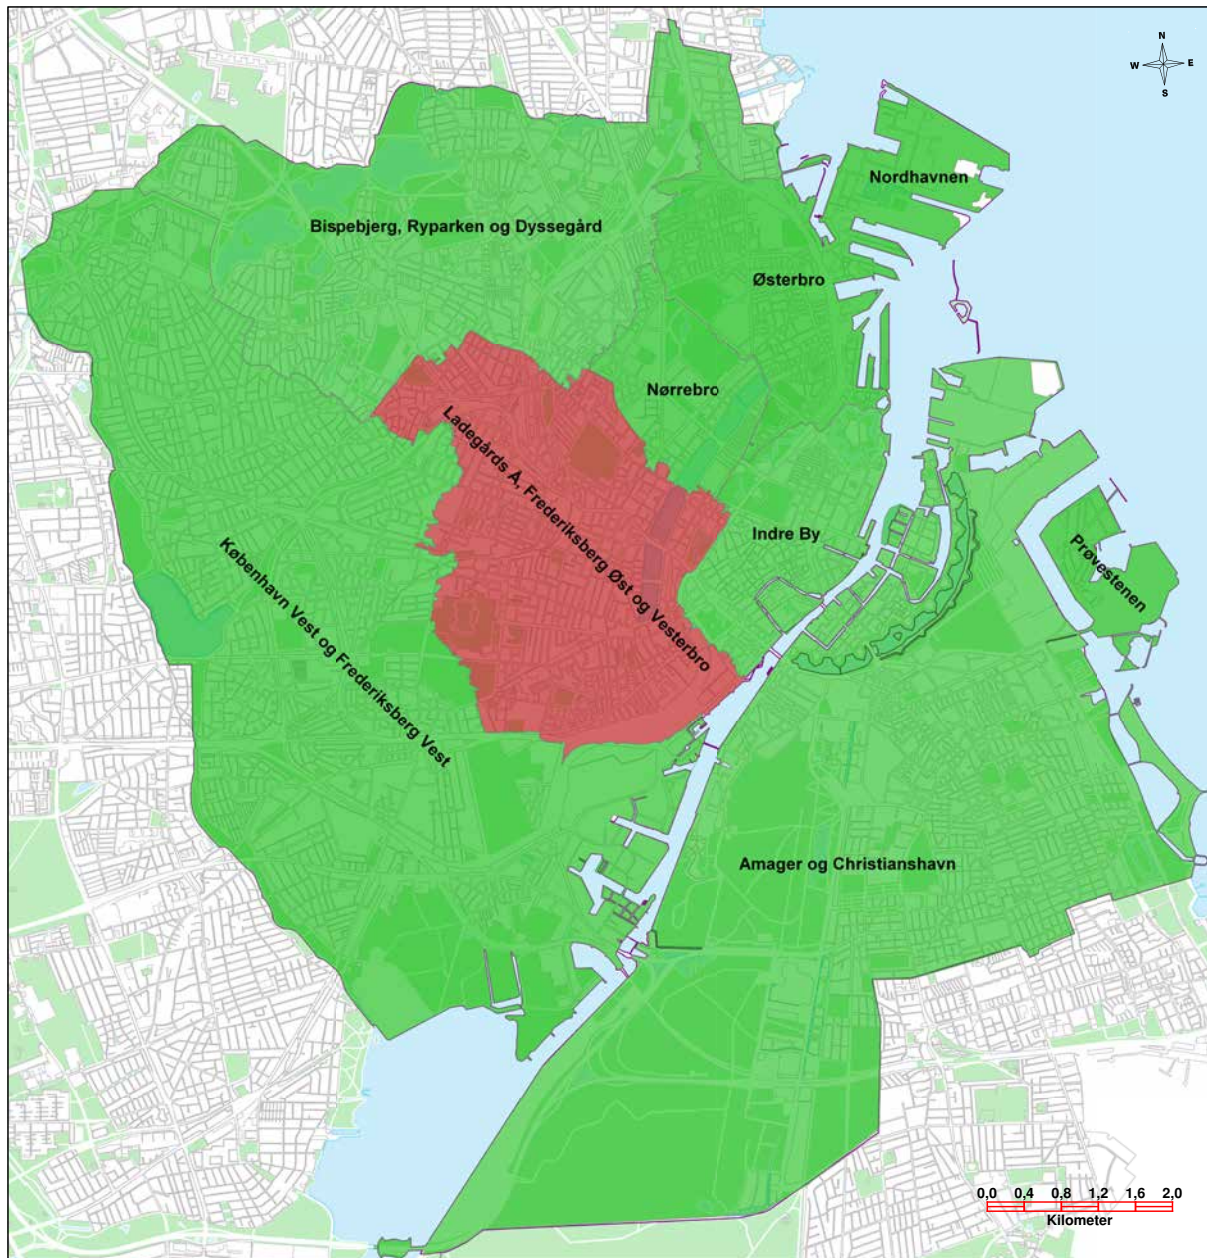 N
W E
S
Nordhavnen
Bispebjerg, Ryparken og Dyssegård
Østerbro
Nørrebro
Ladegårds Å, Frederiksberg Øst og Vesterbro
Indre By
Prøvestenen
København Vest og Frederiksberg Vest
Amager og Christianshavn
0,0 0,4 0,8 1,2 1,6 2,0
Kilometer